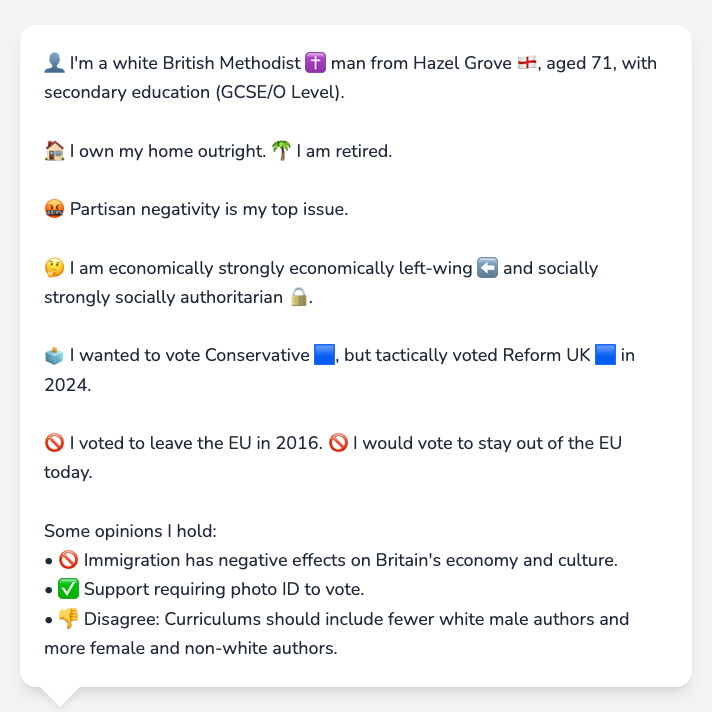 👤 I'm a white British Methodist ✝️ man from Hazel Grove 🏴󠁧󠁢󠁥󠁮󠁧󠁿, aged 71, with
secondary education (GCSE/O Level).
🏠 I own my home outright. 🌴 I am retired.
🤬 Partisan negativity is my top issue.
🤔 I am economically strongly economically left-wing ⬅️ and socially
strongly socially authoritarian 🔒.
🗳️ I wanted to vote Conservative 🟦, but tactically voted Reform UK 🟦 in
2024.
🚫 I voted to leave the EU in 2016. 🚫 I would vote to stay out of the EU
today.
Some opinions I hold:
• 🚫 Immigration has negative effects on Britain's economy and culture.
• ✅ Support requiring photo ID to vote.
• 👎 Disagree: Curriculums should include fewer white male authors and
more female and non-white authors.